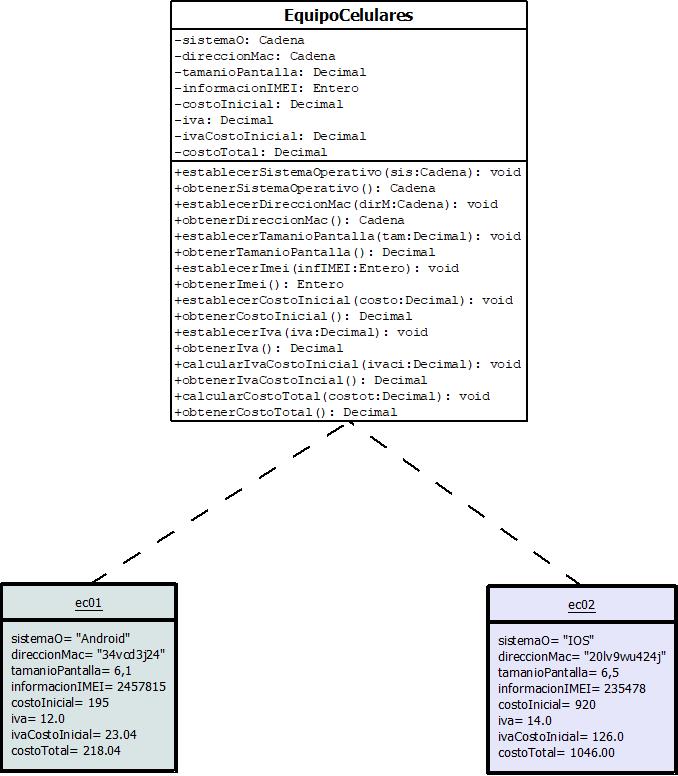 EquipoCelulares
-sistemaO: Cadena
-direccionMac: Cadena
-tamanioPantalla: Decimal
-informacionIMEI: Entero
-costoInicial: Decimal
-iva: Decimal
-ivaCostoInicial: Decimal
-costoTotal: Decimal
+establecerSistemaOperativo(sis:Cadena): void
+obtenerSistemaOperativo(): Cadena
+establecerDireccionMac(dirM:Cadena): void
+obtenerDireccionMac(): Cadena
+establecerTamanioPantalla(tam:Decimal): void
+obtenerTamanioPantalla(): Decimal
+establecerImei(infIMEI:Entero): void
+obtenerImei(): Entero
+establecerCostoInicial(costo:Decimal): void
+obtenerCostoInicial(): Decimal
+establecerIva(iva:Decimal): void
+obtenerIva(): Decimal
+calcularIvaCostoInicial(ivaci:Decimal): void
+obtenerIvaCostoIncial(): Decimal
+calcularCostoTotal(costot:Decimal): void
+obtenerCostoTotal(): Decimal
ec01
sistemaO= "Android"
direccionMac= "34vcd3j24"
tamanioPantalla= 6,1
informacionIMEI= 2457815
costoInicial= 195
iva= 12.0
ivaCostoInicial= 23.04
costoTotal= 218.04
ec02
sistemaO= "IOS"
direccionMac= "20lv9wu424j"
tamanioPantalla= 6,5
informacionIMEI= 235478
costoInicial= 920
iva= 14.0
ivaCostoInicial= 126.0
costoTotal= 1046.00